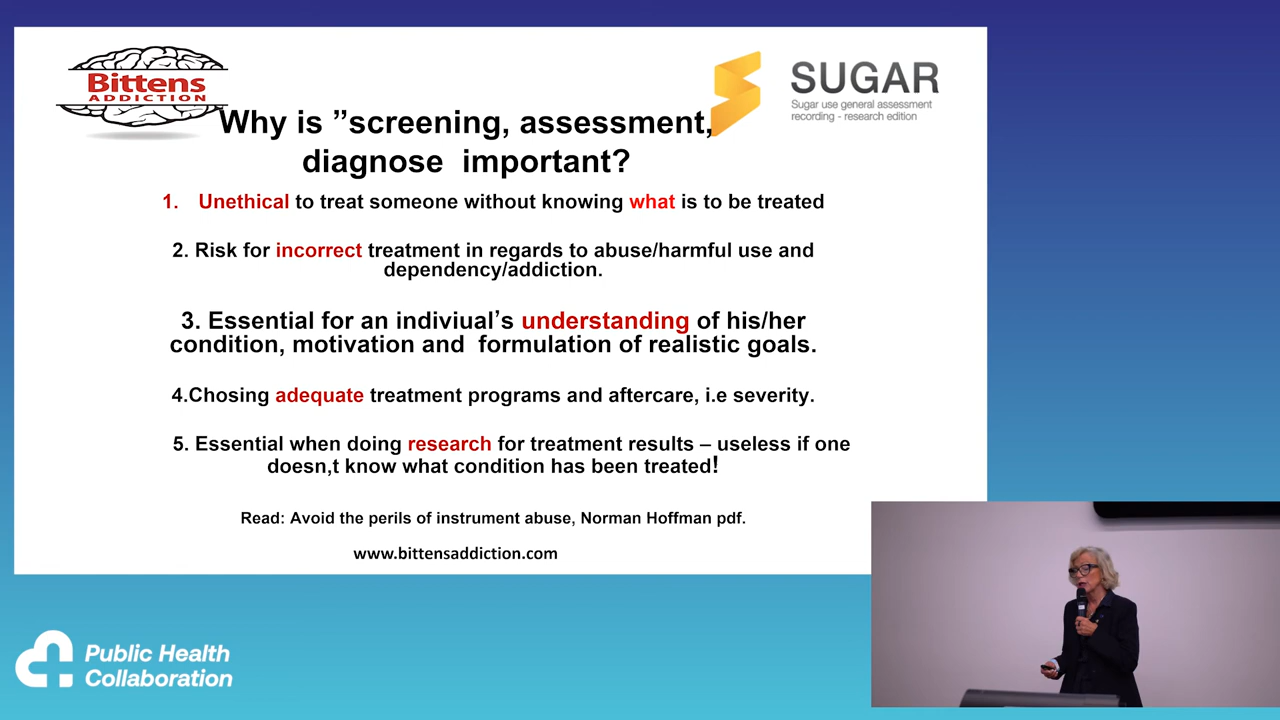 Bittens
ADDICTION
SUGAR
Sugar use general assessment
recording - research edition
Why is ”screening, assessment,
diagnose important?
1. Unethical to treat someone without knowing what is to be treated
2. Risk for incorrect treatment in regards to abuse/harmful use and
dependency/addiction.
3. Essential for an indiviual’s understanding of his/her
condition, motivation and formulation of realistic goals.
4.Chosing adequate treatment programs and aftercare, i.e severity.
5. Essential when doing research for treatment results – useless if one
doesn,t know what condition has been treated!
Read: Avoid the perils of instrument abuse, Norman Hoffman pdf.
www.bittensaddiction.com
Public Health
Collaboration